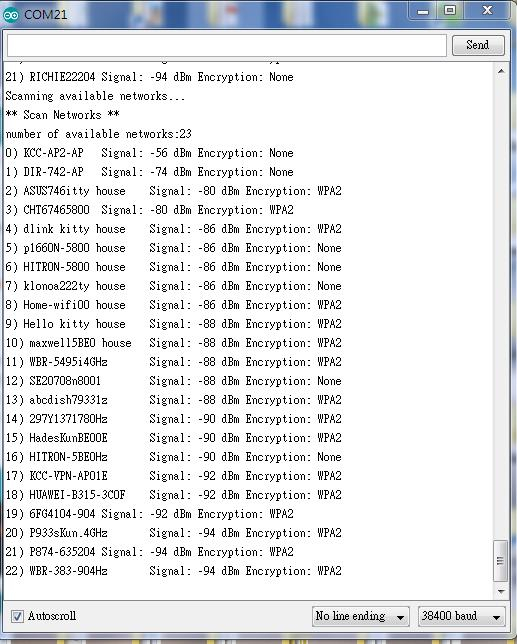 COM21
Send
21) RICHIE22204 Signal: -94 dBm Encryption: None
Scanning available networks...
** Scan Networks **
number of available networks:23
0) KCC-AP2-AP Signal: -56 dBm Encryption: None
1) DIR-742-AP Signal: -74 dBm Encryption: None
2) ASUS746itty house Signal: -80 dBm Encryption: WPA2
3) CHT67465800 Signal: -80 dBm Encryption: WPA2
4) dlink kitty house Signal: -86 dBm Encryption: WPA2
5) p1660N-5800 house Signal: -86 dBm Encryption: None
6) HITRON-5800 house Signal: -86 dBm Encryption: None
7) klonoa222ty house Signal: -86 dBm Encryption: None
8) Home-wifi00 house Signal: -86 dBm Encryption: WPA2
9) Hello kitty house Signal: -88 dBm Encryption: WPA2
10) maxwell5BE0 house Signal: -88 dBm Encryption: WPA2
11) WBR-5495i4GHz Signal: -88 dBm Encryption: WPA2
12) SE20708n8001 Signal: -88 dBm Encryption: None
13) abcdish79331z Signal: -88 dBm Encryption: WPA2
14) 297Y1371780Hz Signal: -90 dBm Encryption: WPA2
15) HadesKunBE00E Signal: -90 dBm Encryption: WPA2
16) HITRON-5BE0Hz Signal: -90 dBm Encryption: None
17) KCC-VPN-AP01E Signal: -92 dBm Encryption: WPA2
18) HUAWEI-B315-3C0F Signal: -92 dBm Encryption: WPA2
19) 6FG4104-904 Signal: -92 dBm Encryption: WPA2
20) P933sKun.4GHz Signal: -94 dBm Encryption: WPA2
21) P874-635204 Signal: -94 dBm Encryption: WPA2
22) WBR-383-904Hz Signal: -94 dBm Encryption: WPA2
Autoscroll
No line ending
38400 baud